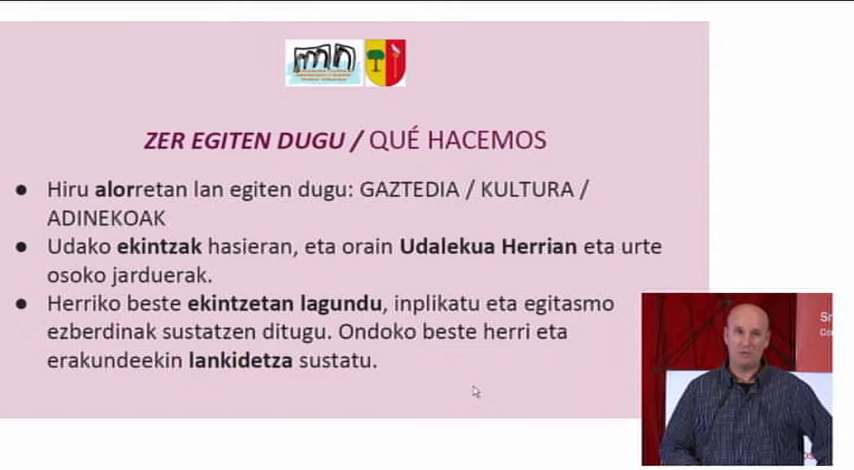 ZER EGITEN DUGU / QUÉ HACEMOS
● Hiru alorretan lan egiten dugu: GAZTEDIA / KULTURA /
ADINEKOAK
● Udako ekintzak hasieran, eta orain Udalekua Herrian eta urte
osoko jarduerak.
● Herriko beste ekintzetan lagundu, inplikatu eta egitasmo
ezberdinak sustatzen ditugu. Ondoko beste herri eta
erakundeekin lankidetza sustatu.